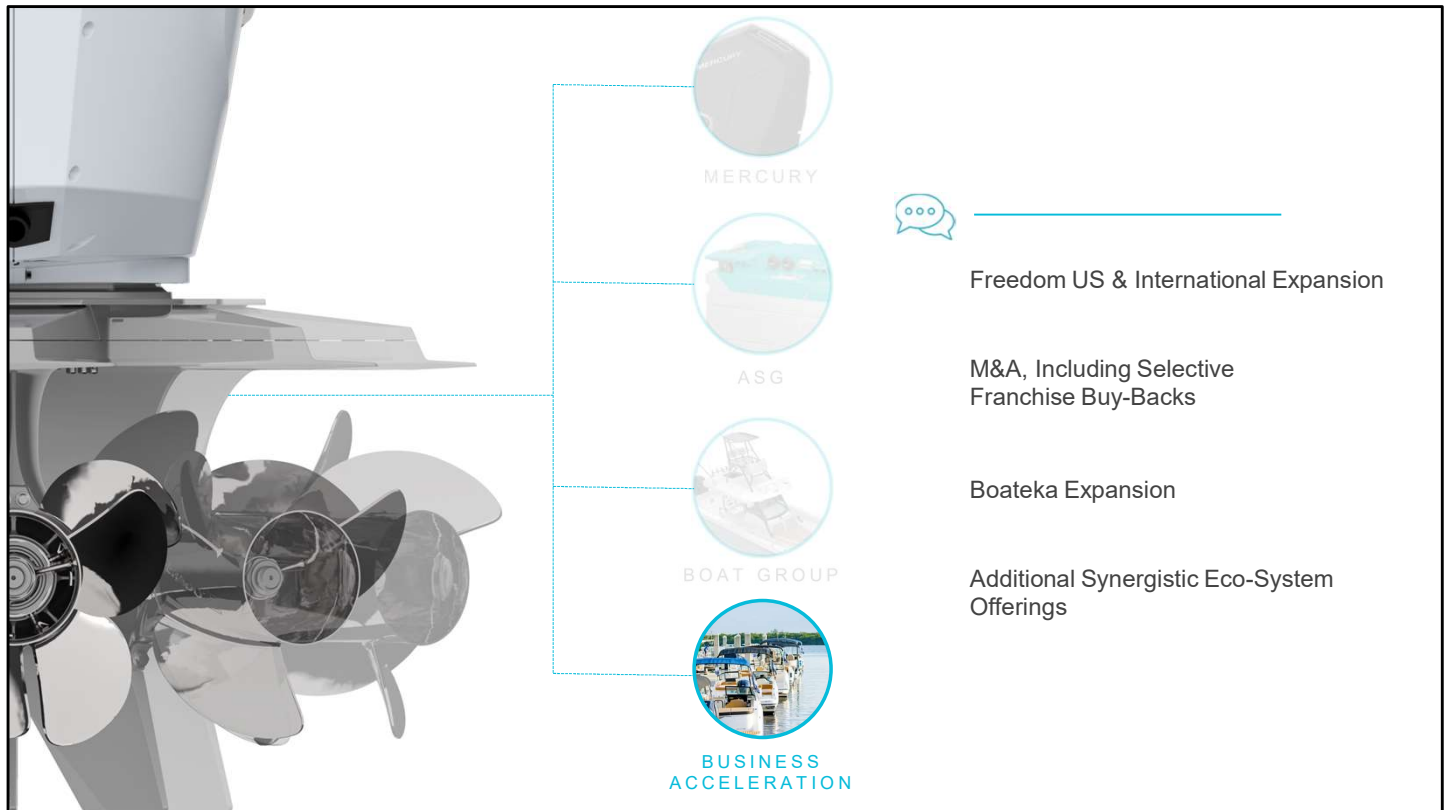 MERCURY
MERCURY
ASG
BOAT GROUP
BUSINESS
ACCELERATION
Freedom US & International Expansion
M&A, Including Selective
Franchise Buy-Backs
Boateka Expansion
Additional Synergistic Eco-System
Offerings